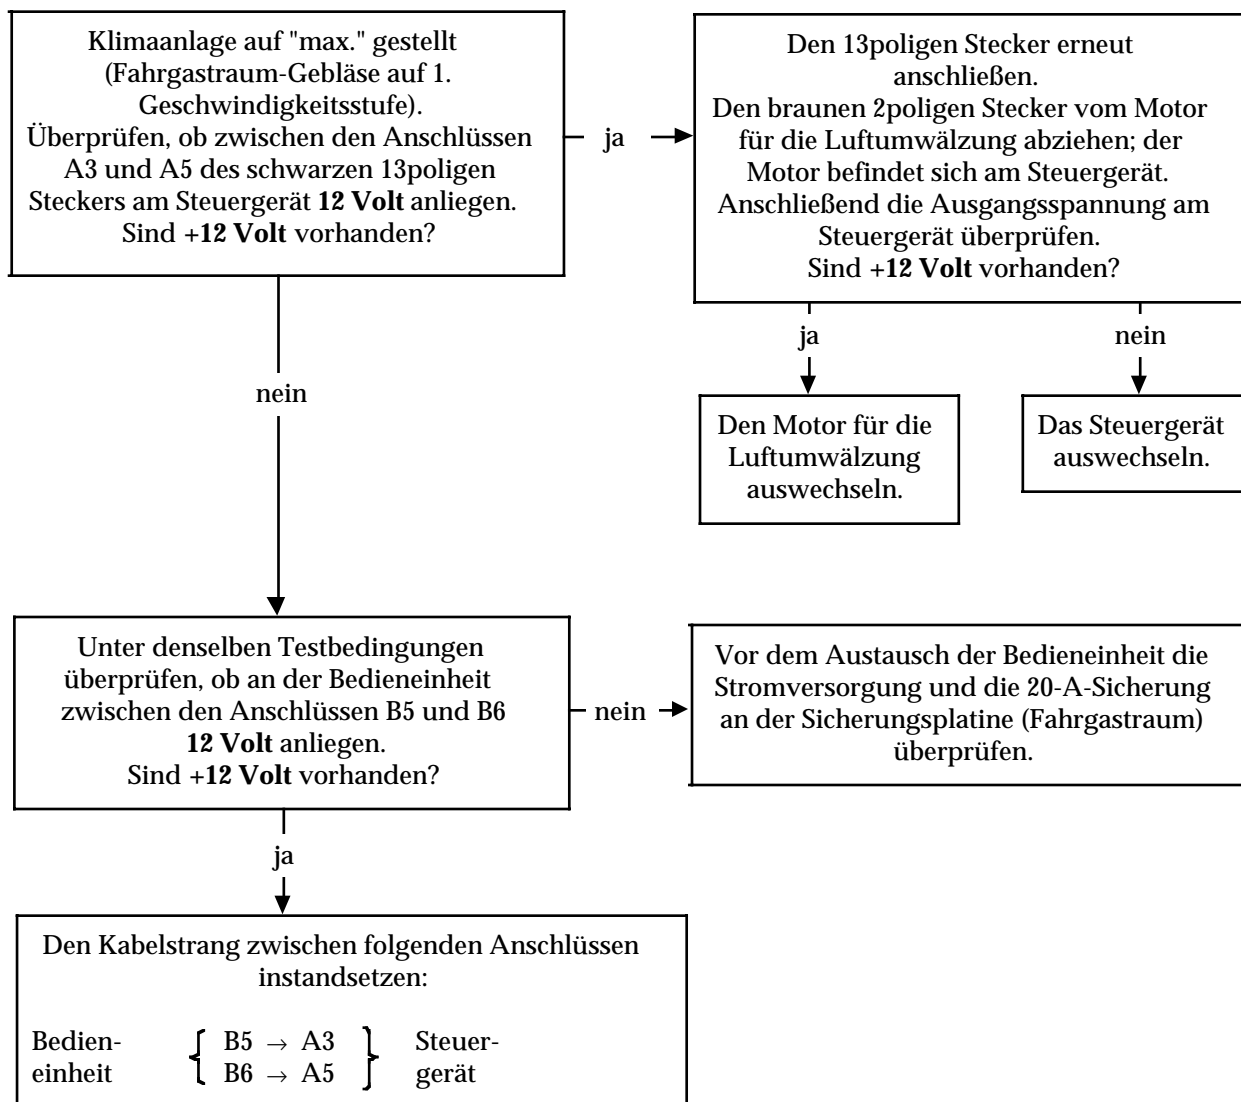 Klimaanlage auf "max." gestellt
(Fahrgastraum-Gebläse auf 1.
Geschwindigkeitsstufe).
Überprüfen, ob zwischen den Anschlüssen
A3 und A5 des schwarzen 13poligen
Steckers am Steuergerät 12 Volt anliegen.
Sind +12 Volt vorhanden?
ja
Den 13poligen Stecker erneut
anschließen.
Den braunen 2poligen Stecker vom Motor
für die Luftumwälzung abziehen; der
Motor befindet sich am Steuergerät.
Anschließend die Ausgangsspannung am
Steuergerät überprüfen.
Sind +12 Volt vorhanden?
ja
nein
Den Motor für die
Luftumwälzung
auswechseln.
Das Steuergerät
auswechseln.
nein
Unter denselben Testbedingungen
überprüfen, ob an der Bedieneinheit
zwischen den Anschlüssen B5 und B6
12 Volt anliegen.
Sind +12 Volt vorhanden?
nein
Vor dem Austausch der Bedieneinheit die
Stromversorgung und die 20-A-Sicherung
an der Sicherungsplatine (Fahrgastraum)
überprüfen.
ja
Den Kabelstrang zwischen folgenden Anschlüssen
instandsetzen:
Bedien- { B5 → A3 } Steuer-
einheit { B6 → A5 } gerät